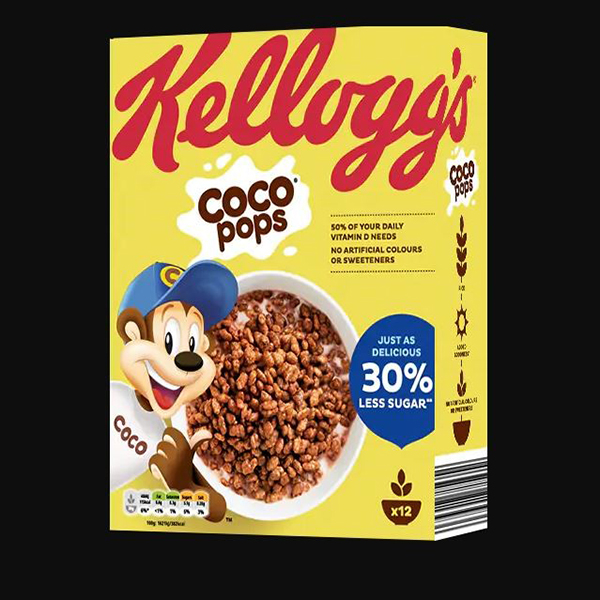 Kellogg's
coco
pops
50% OF YOUR DAILY
VITAMIN D NEEDS
NO ARTIFICIAL COLOURS
OR SWEETENERS
JUST AS
DELICIOUS
30%
LESS SUGAR**
C
COCO
x12
TM
coco
pops